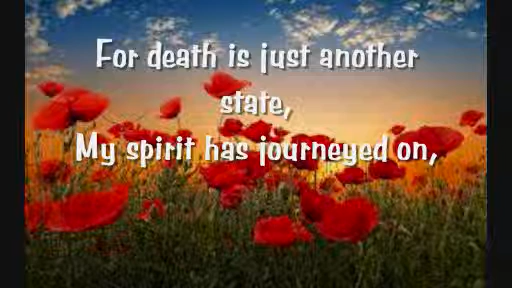 For death is just another
state,
My spirit has journeyed on,